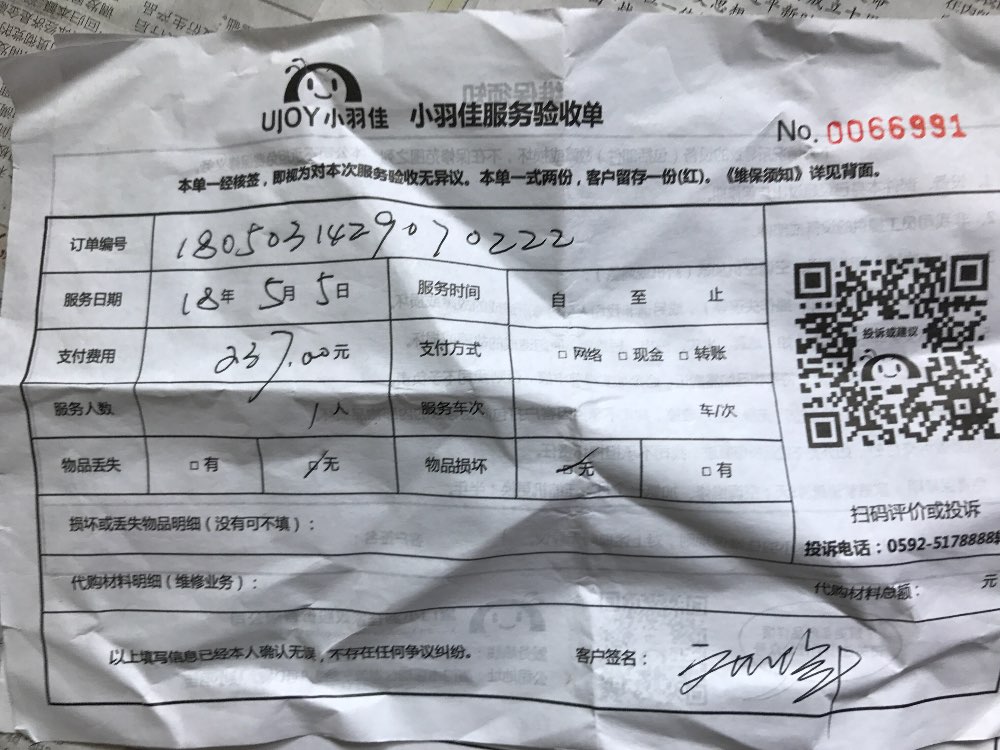 UJOY小羽佳 小羽佳服务验收单
No. 0066991
本单一经核签，即视为对本次服务验收无异议。本单一式两份，客户留存一份(红)。《维保须知》详见背面。
订单编号 1805031429070222
服务日期 18年 5月 5日 服务时间 自 至 止
支付费用 237.00元 支付方式 □ 网络 □ 现金 □ 转账
投诉或建议
服务人数 1人 服务车次 车/次
物品丢失 □ 有 ☑ 无 物品损坏 ☑ 无 □ 有
损坏或丢失物品明细（没有可不填）：
扫码评价或投诉
投诉电话：0592-5178888转
代购材料明细（维修业务）： 代购材料总额： 元
以上填写信息已经本人确认无误，不存在任何争议纠纷。 客户签名：